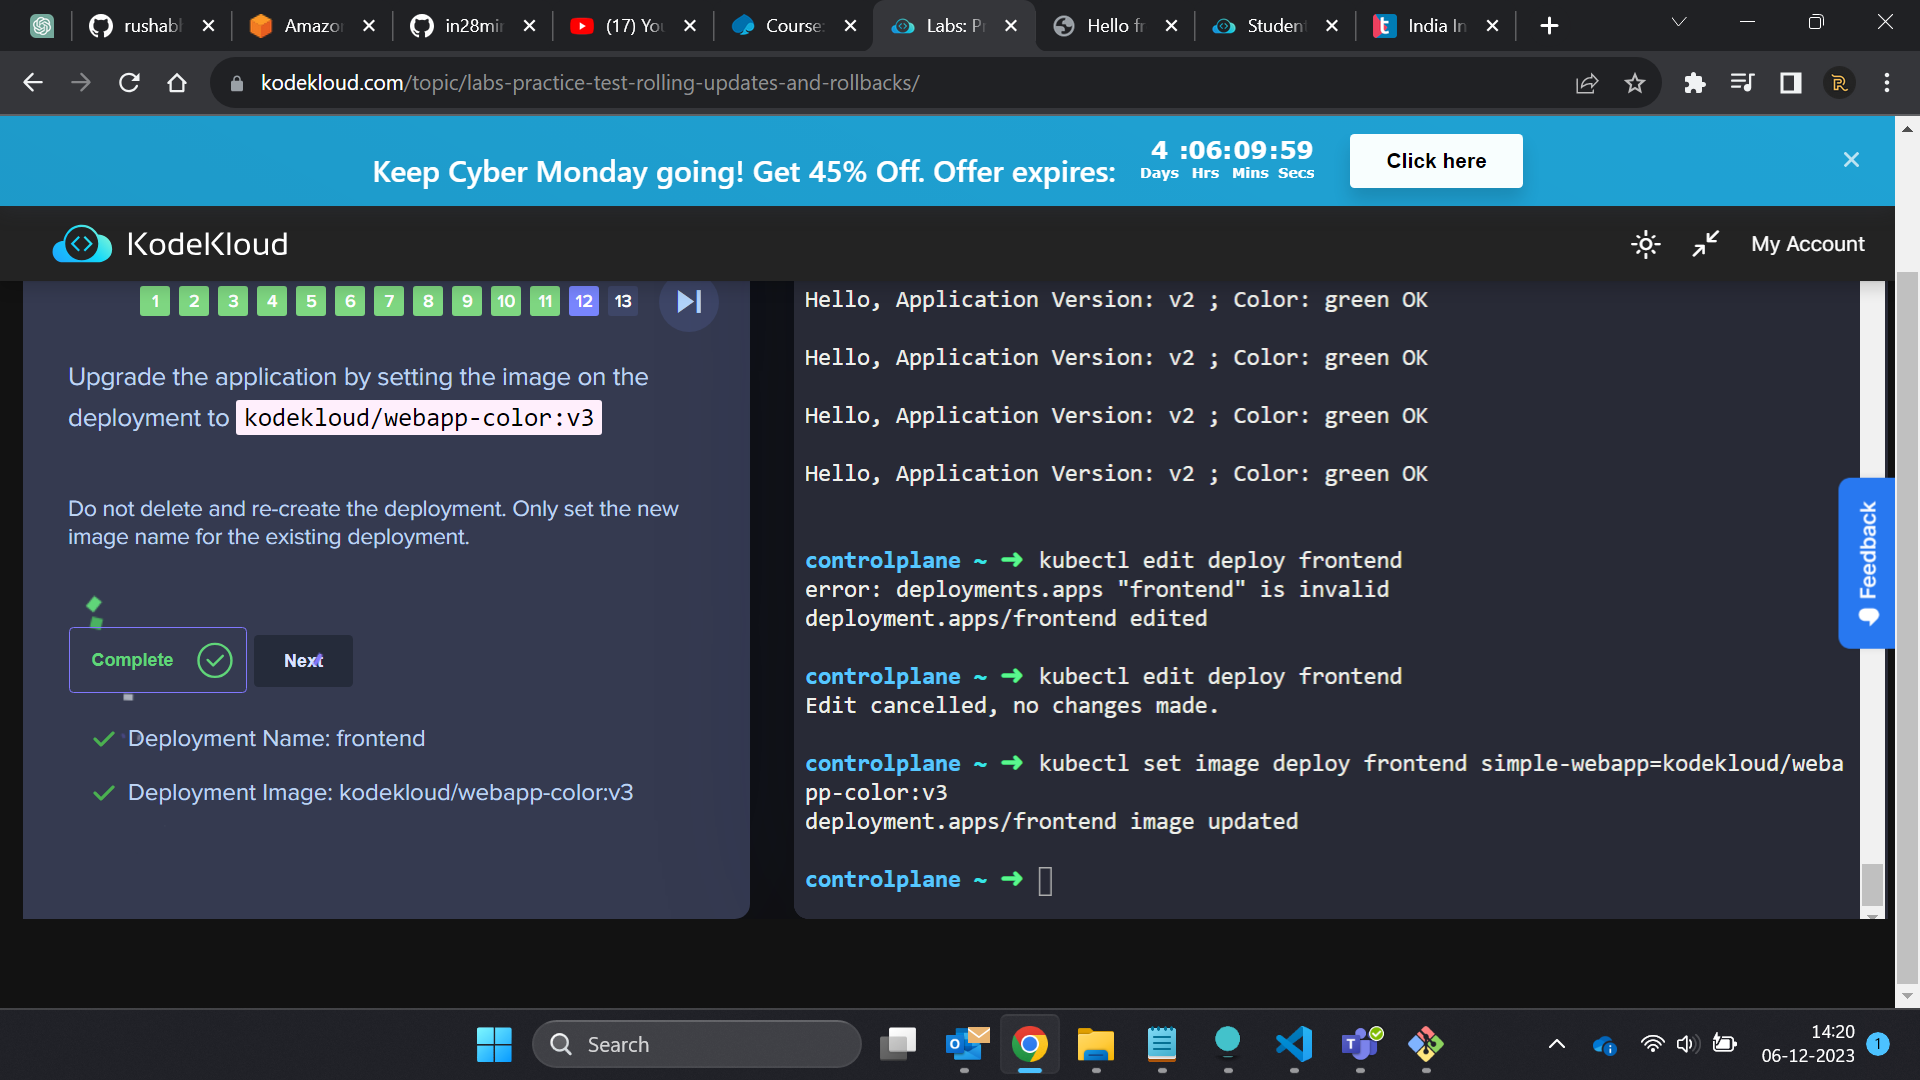 rushabl
Amazon
in28min
(17) You
Course:
Labs: Pr
Hello fr
Student
India In
kodekloud.com/topic/labs-practice-test-rolling-updates-and-rollbacks/
Keep Cyber Monday going! Get 45% Off. Offer expires:
4 :06:09:59
Days Hrs Mins Secs
Click here
KodeKloud
My Account
1 2 3 4 5 6 7 8 9 10 11 12 13
Upgrade the application by setting the image on the
deployment to kodekloud/webapp-color:v3
Do not delete and re-create the deployment. Only set the new
image name for the existing deployment.
Complete
Next
Deployment Name: frontend
Deployment Image: kodekloud/webapp-color:v3
Hello, Application Version: v2 ; Color: green OK
Hello, Application Version: v2 ; Color: green OK
Hello, Application Version: v2 ; Color: green OK
Hello, Application Version: v2 ; Color: green OK
controlplane ~ ➜ kubectl edit deploy frontend
error: deployments.apps "frontend" is invalid
deployment.apps/frontend edited
controlplane ~ ➜ kubectl edit deploy frontend
Edit cancelled, no changes made.
controlplane ~ ➜ kubectl set image deploy frontend simple-webapp=kodekloud/weba
pp-color:v3
deployment.apps/frontend image updated
controlplane ~ ➜
Feedback
Search
14:20
06-12-2023
1